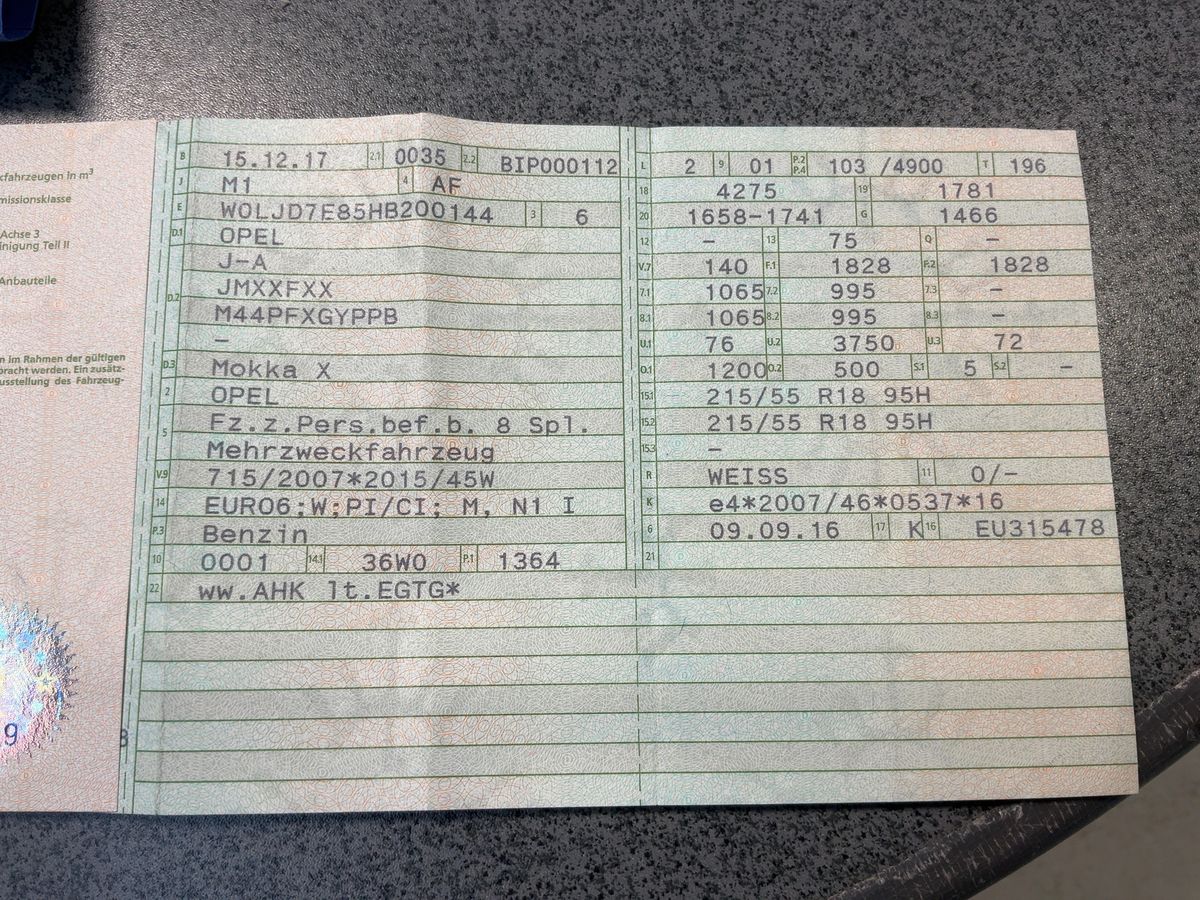 kfahrzeugen in m³
missionsklasse
Achse 3
inigung Teil II
Anbauteile
n im Rahmen der gültigen
bracht werden. Ein zusätz-
usstellung des Fahrzeug-
9
B 15.12.17 2.1 0035 2.2 BIP000112
J M1 4 AF
E W0LJD7E85HB200144 3 6
D.1 OPEL
J-A
D.2 JMXXFXX
M44PFXGYPPB
–
D.3 Mokka X
2 OPEL
5 Fz.z.Pers.bef.b. 8 Spl.
Mehrzweckfahrzeug
V.9 715/2007*2015/45W
14 EURO6;W;PI/CI; M, N1 I
P.3 Benzin
10 0001 14.1 36W0 P.1 1364
22 ww.AHK lt.EGTG*
L 2 9 01 P.2 P.4 103 /4900 T 196
18 4275 19 1781
20 1658-1741 G 1466
12 – 13 75 Q –
V.7 140 F.1 1828 F.2 1828
7.1 1065 7.2 995 7.3 –
8.1 1065 8.2 995 8.3 –
U.1 76 U.2 3750 U.3 72
O.1 1200 O.2 500 S.1 5 S.2 –
15.1 215/55 R18 95H
15.2 215/55 R18 95H
15.3 –
R WEISS 11 0/-
K e4*2007/46*0537*16
6 09.09.16 17 K 16 EU315478
21